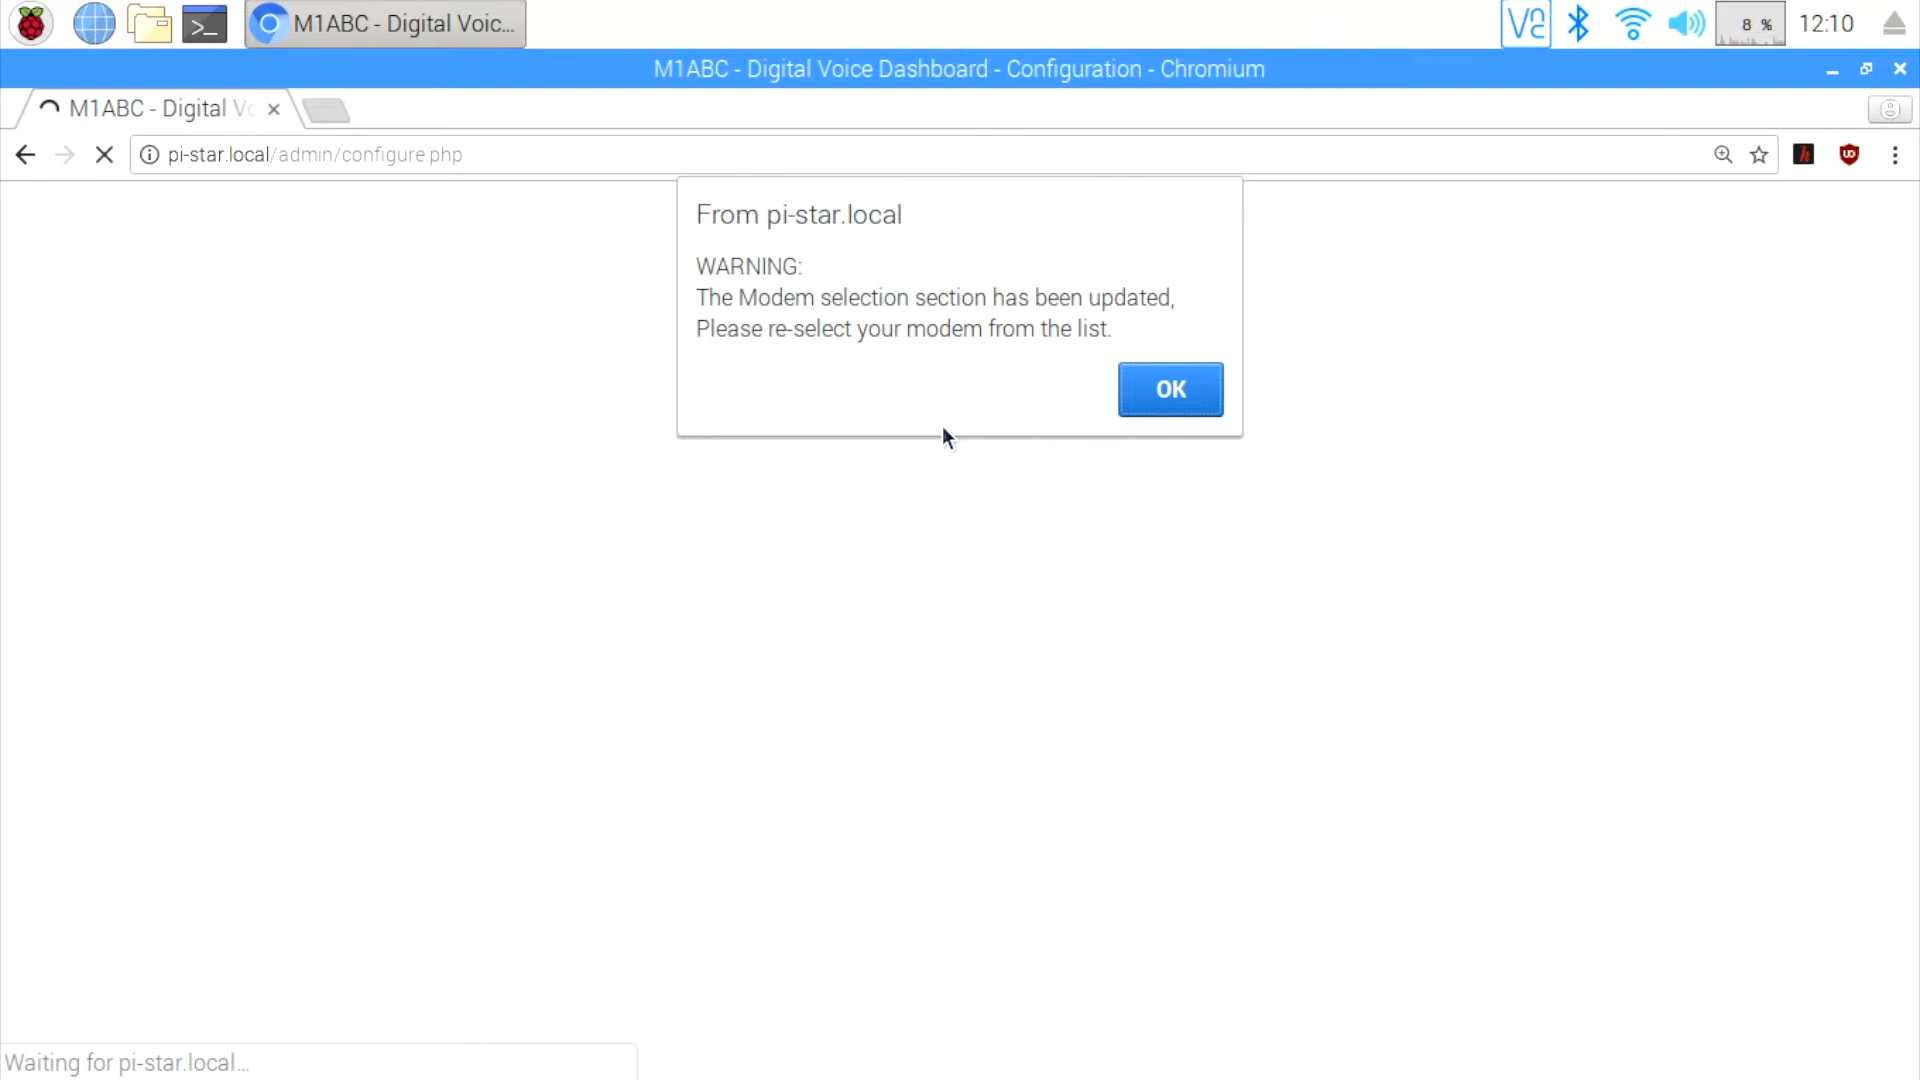 M1ABC - Digital Voic...
8 %
12:10
M1ABC - Digital Voice Dashboard - Configuration - Chromium
M1ABC - Digital Vo
pi-star.local/admin/configure.php
From pi-star.local
WARNING:
The Modem selection section has been updated,
Please re-select your modem from the list.
OK
Waiting for pi-star.local...